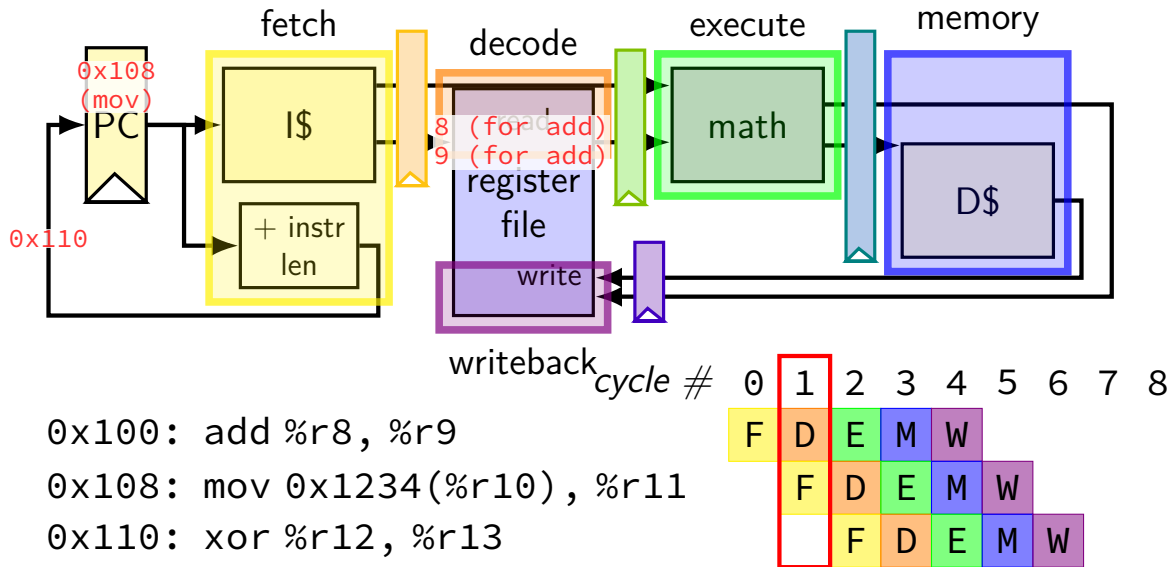 fetch
decode
execute
memory
0x108
(mov)
PC
I$
read
8 (for add)
9 (for add)
register
file
math
D$
0x110
+ instr
len
write
writeback
cycle # 0 1 2 3 4 5 6 7 8
0x100: add %r8, %r9
F D E M W
0x108: mov 0x1234(%r10), %r11
F D E M W
0x110: xor %r12, %r13
F D E M W